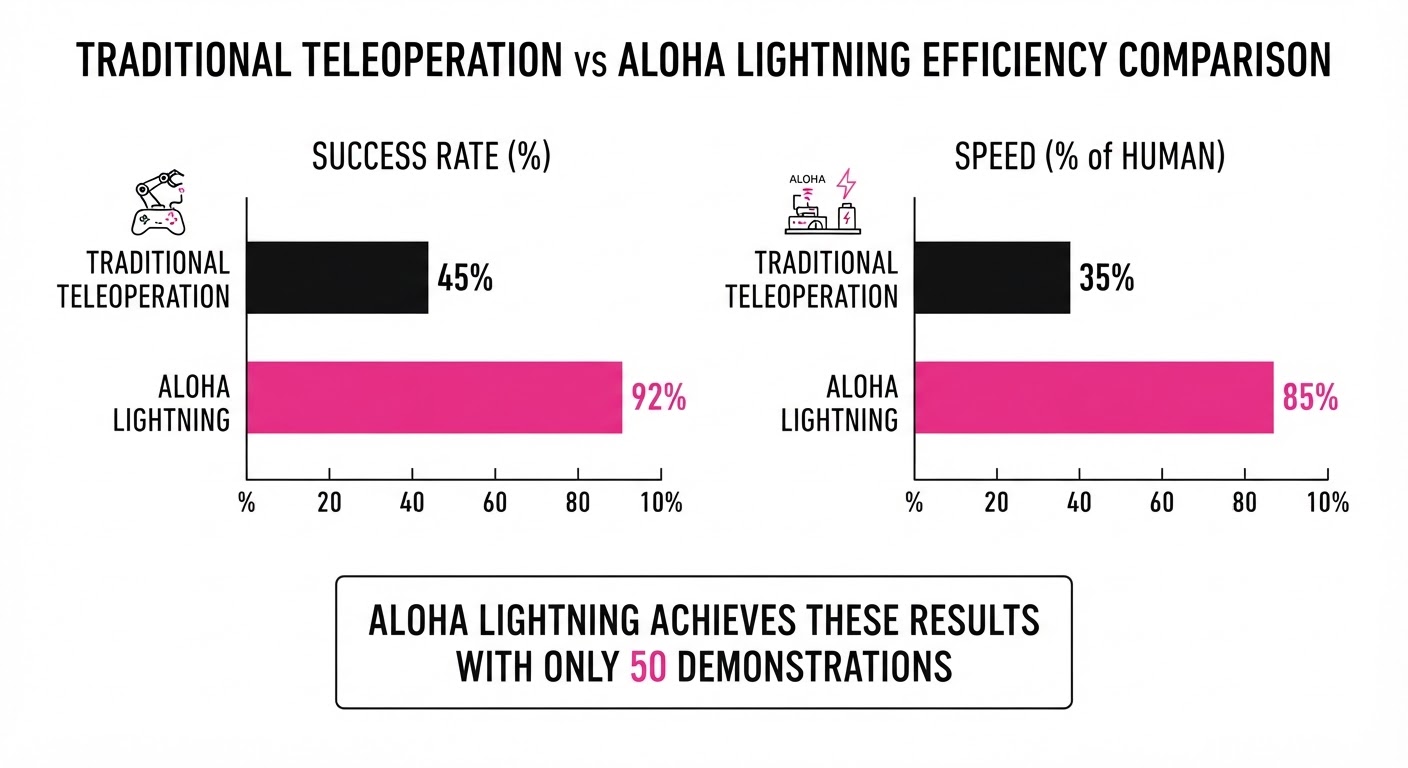 TRADITIONAL TELEOPERATION vs ALOHA LIGHTNING EFFICIENCY COMPARISON
SUCCESS RATE (%)
TRADITIONAL
TELEOPERATION
45%
ALOHA
LIGHTNING
92%
% 20 40 60 80 10%
SPEED (% of HUMAN)
ALOHA
TRADITIONAL
TELEOPERATION
35%
ALOHA
LIGHTNING
85%
% 20 40 60 80 10%
ALOHA LIGHTNING ACHIEVES THESE RESULTS
WITH ONLY 50 DEMONSTRATIONS